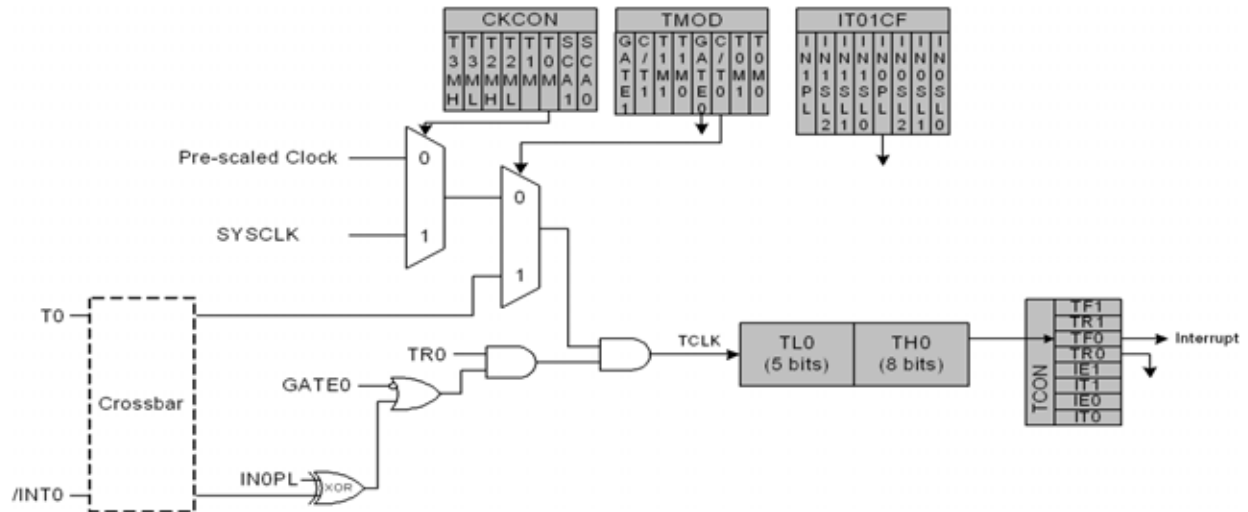 CKCON
T3MH T3ML T2MH T2ML T1M T0M SCA1 SCA0
TMOD
GATE1 C/T1 T1M1 T1M0 GATE0 C/T0 T0M1 T0M0
IT01CF
IN1PL IN1SL2 IN1SL1 IN1SL0 IN0PL IN0SL2 IN0SL1 IN0SL0
Pre-scaled Clock
0
SYSCLK
1
0
1
T0
Crossbar
/INT0
TR0
GATE0
IN0PL
XOR
TCLK
TL0
(5 bits)
TH0
(8 bits)
TCON
TF1
TR1
TF0
TR0
IE1
IT1
IE0
IT0
Interrupt